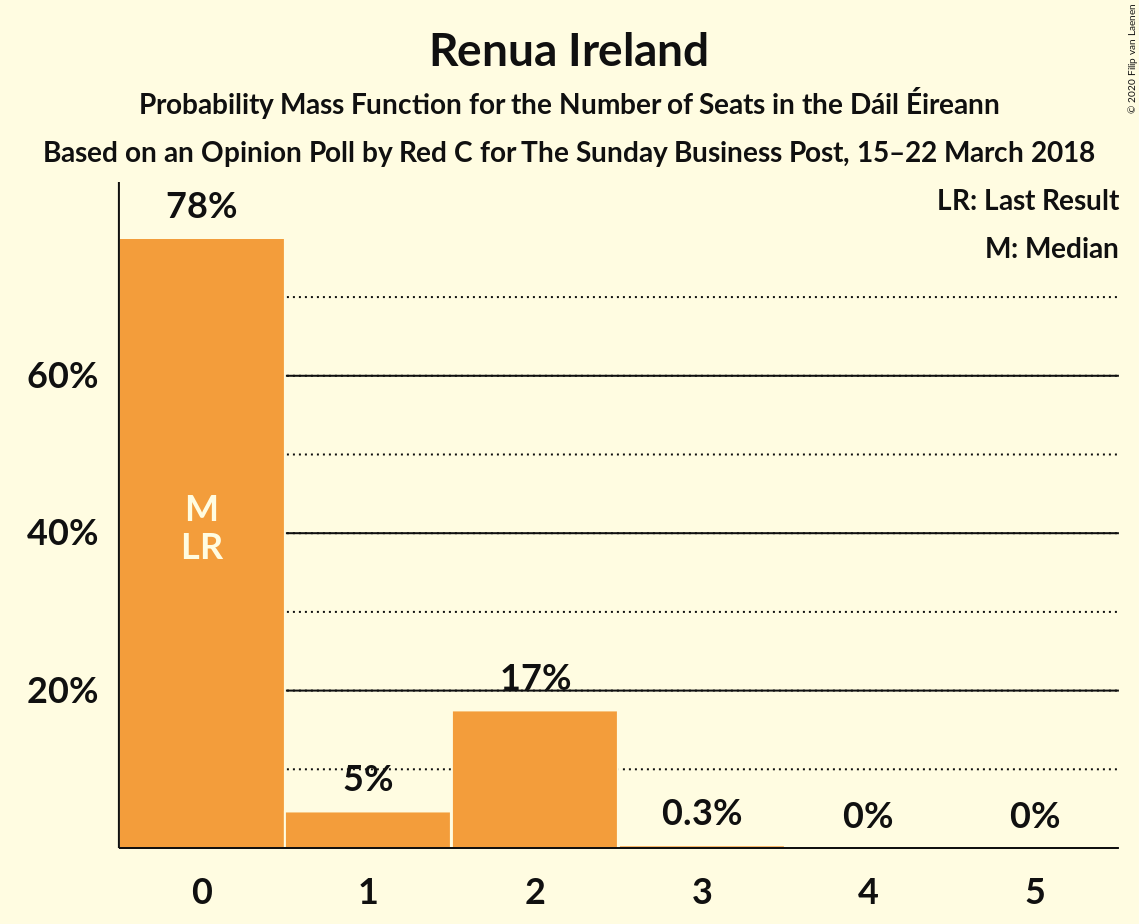 Renua Ireland
Probability Mass Function for the Number of Seats in the Dáil Éireann
Based on an Opinion Poll by Red C for The Sunday Business Post, 15–22 March 2018
© 2020 Filip van Laenen
LR: Last Result
M: Median
78%
60%
40%
20%
M
LR
5%
17%
0.3%
0%
0%
0 1 2 3 4 5